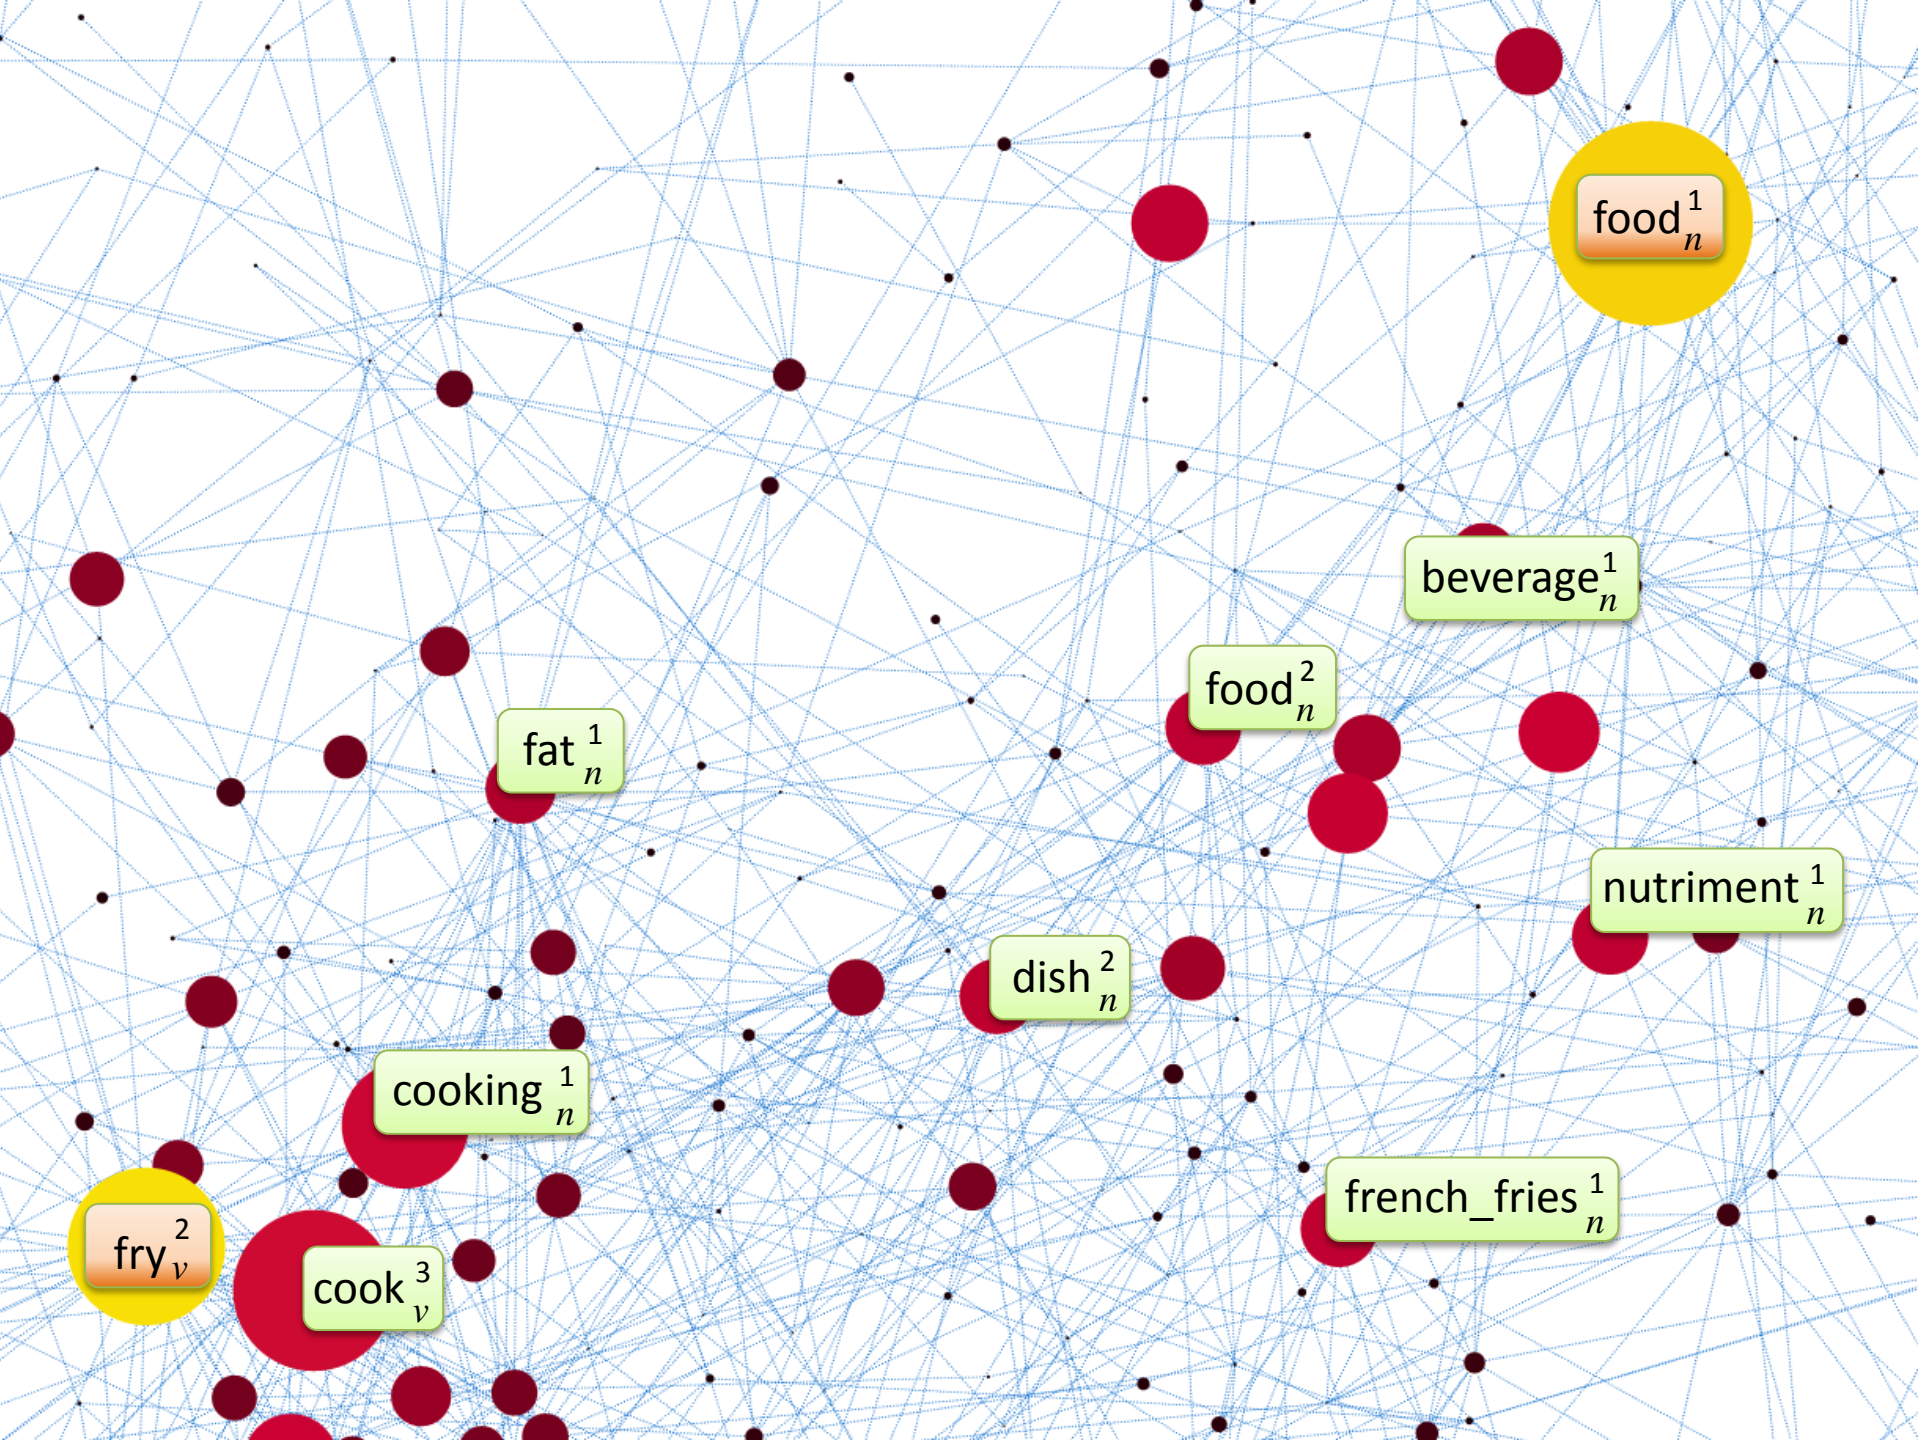 food 1 n
beverage 1 n
food 2 n
fat 1 n
nutriment 1 n
dish 2 n
cooking 1 n
french_fries 1 n
fry 2 v
cook 3 v